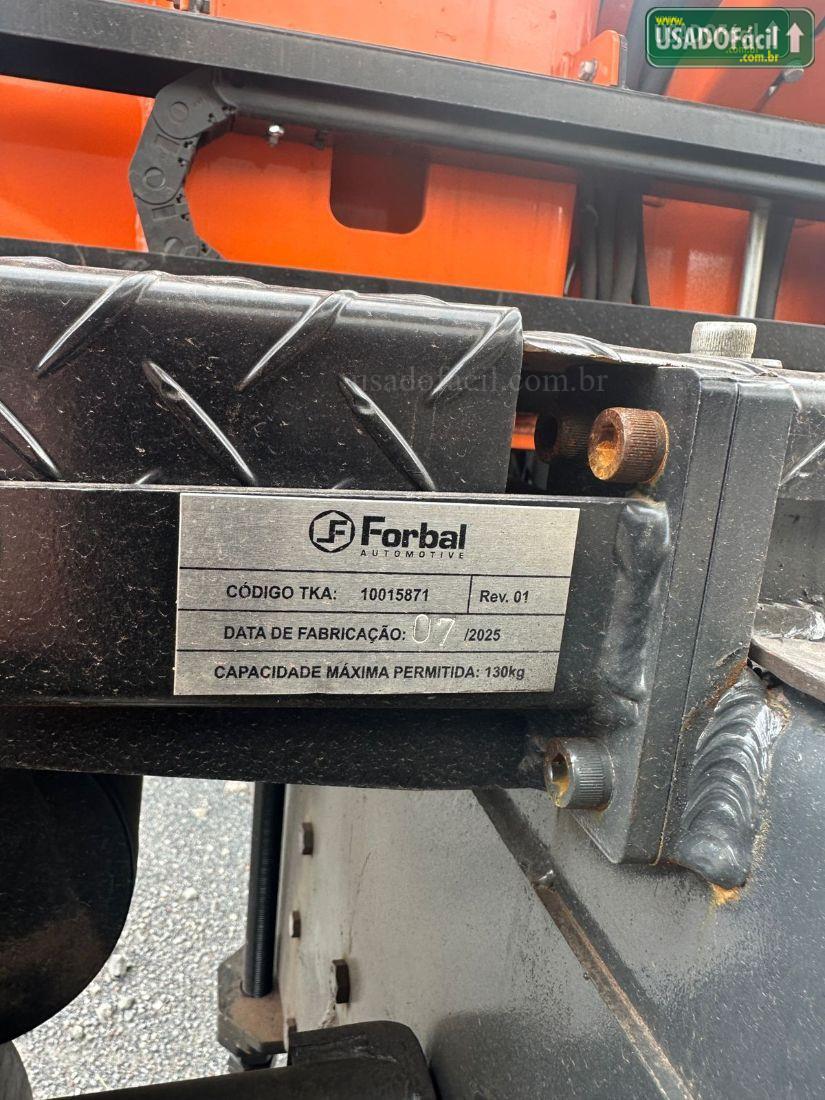 www.
USADOFácil
.com.br
usadofacil.com.br
Forbal
AUTOMOTIVE
CÓDIGO TKA: 10015871 Rev. 01
DATA DE FABRICAÇÃO: 07 /2025
CAPACIDADE MÁXIMA PERMITIDA: 130kg